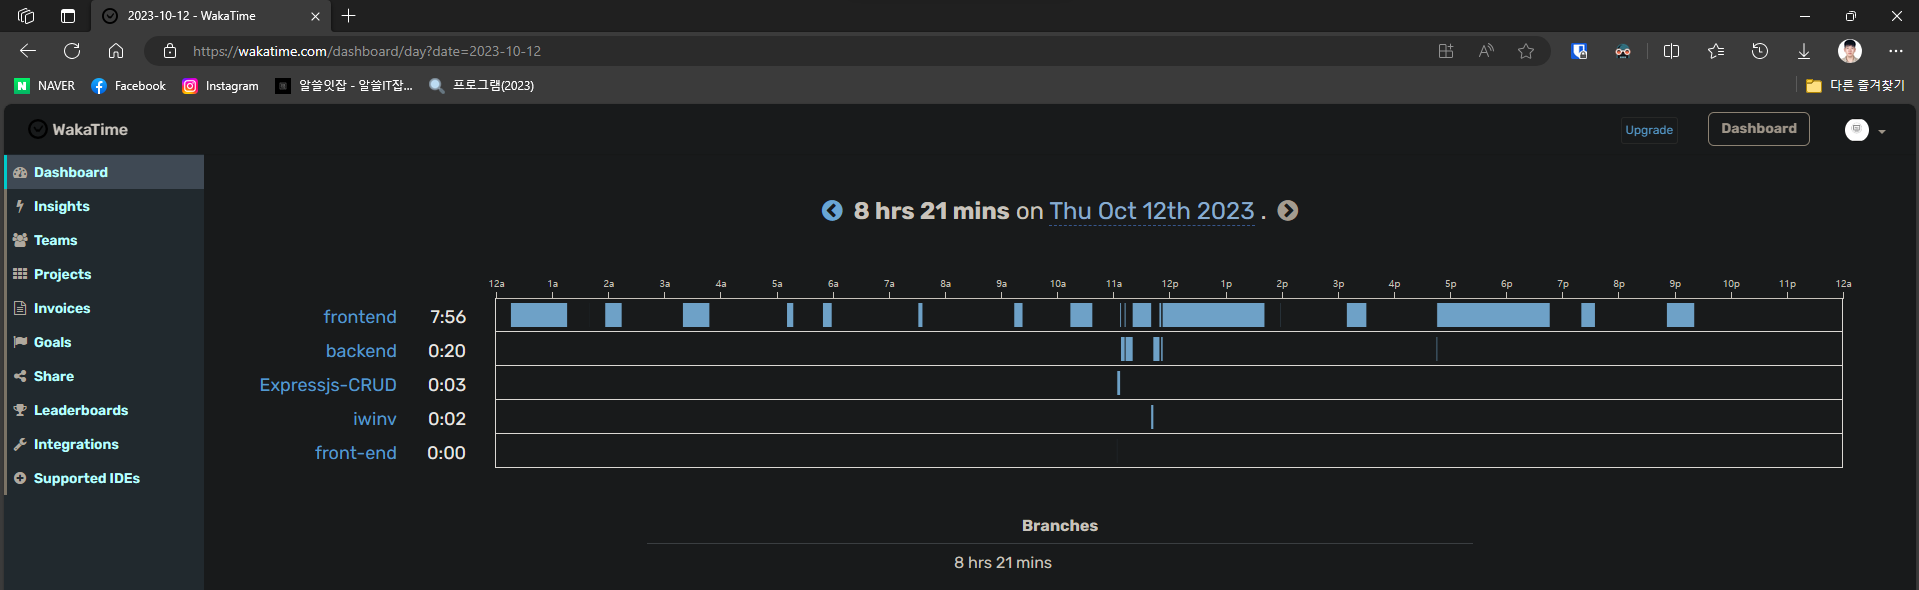 2023-10-12 - WakaTime
https://wakatime.com/dashboard/day?date=2023-10-12
NAVER Facebook Instagram 알쓸잇잡 - 알쓸IT잡... 프로그램(2023) 다른 즐겨찾기
WakaTime Upgrade Dashboard
Dashboard
Insights
Teams
Projects
Invoices
Goals
Share
Leaderboards
Integrations
Supported IDEs
8 hrs 21 mins on Thu Oct 12th 2023 .
12a 1a 2a 3a 4a 5a 6a 7a 8a 9a 10a 11a 12p 1p 2p 3p 4p 5p 6p 7p 8p 9p 10p 11p 12a
frontend 7:56
backend 0:20
Expressjs-CRUD 0:03
iwinv 0:02
front-end 0:00
Branches
8 hrs 21 mins